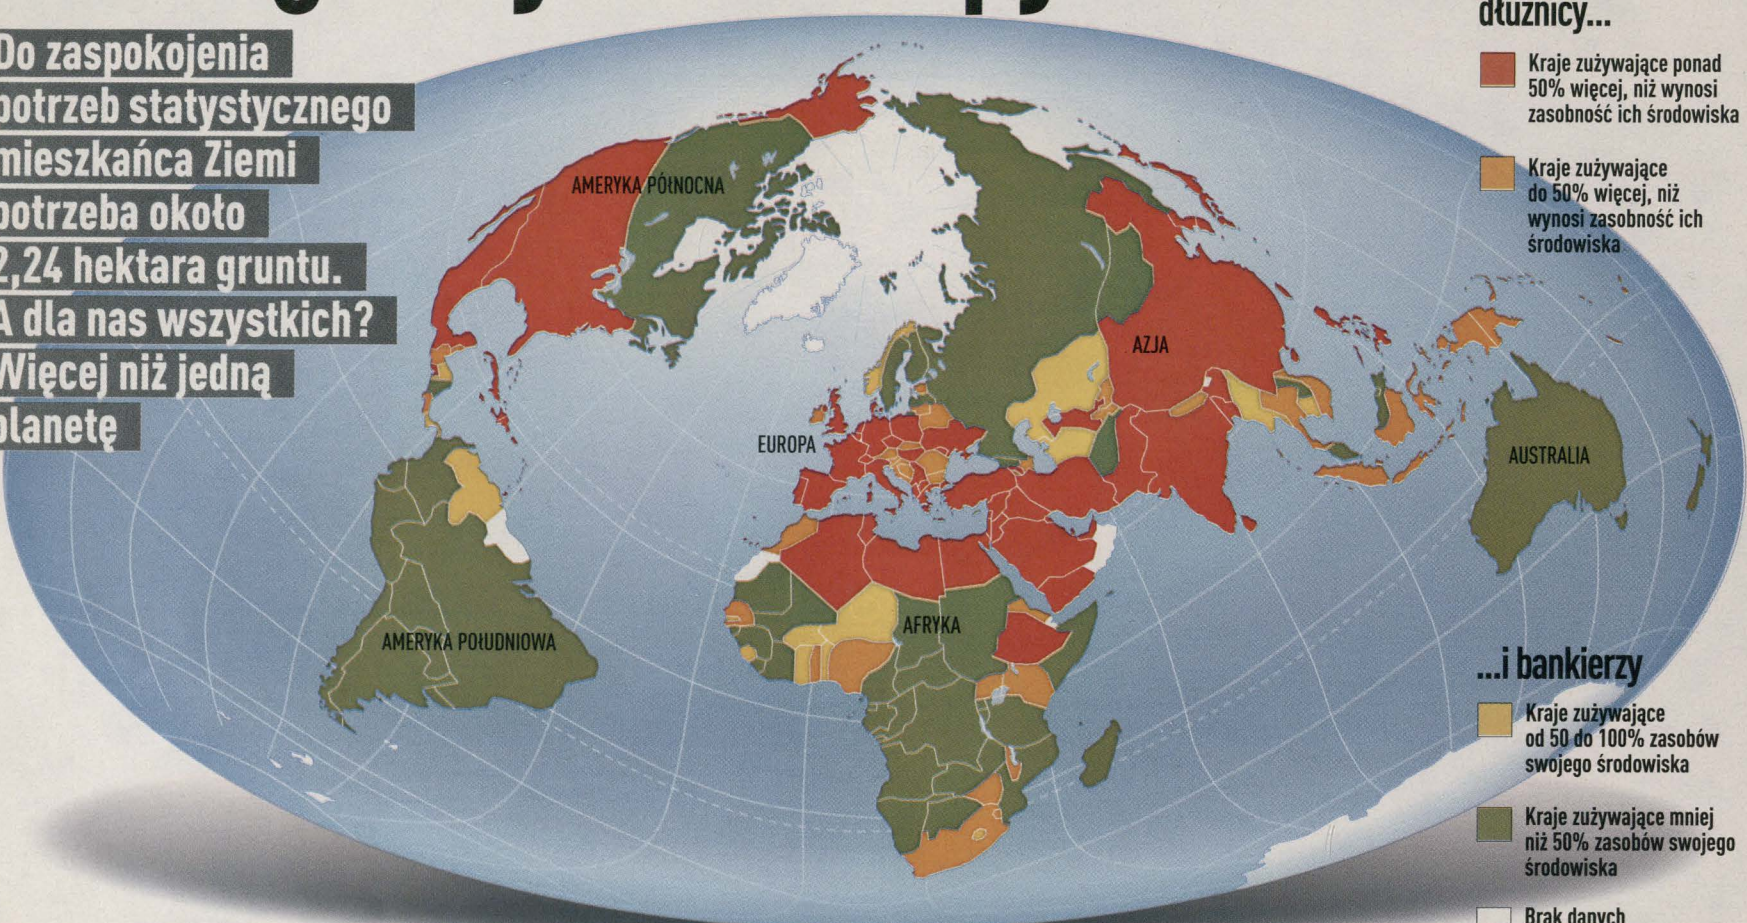 Do zaspokojenia
potrzeb statystycznego
mieszkańca Ziemi
potrzeba około
2,24 hektara gruntu.
A dla nas wszystkich?
Więcej niż jedną
planetę
dłużnicy...
Kraje zużywające ponad
50% więcej, niż wynosi
zasobność ich środowiska
Kraje zużywające
do 50% więcej, niż
wynosi zasobność ich
środowiska
AMERYKA PÓŁNOCNA
AZJA
EUROPA
AUSTRALIA
AFRYKA
AMERYKA POŁUDNIOWA
...i bankierzy
Kraje zużywające
od 50 do 100% zasobów
swojego środowiska
Kraje zużywające mniej
niż 50% zasobów swojego
środowiska
Brak danych